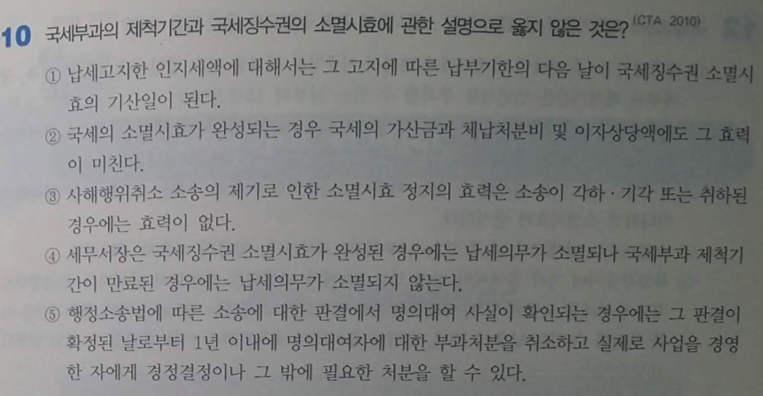 10 국세부과의 제척기간과 국세징수권의 소멸시효에 관한 설명으로 옳지 않은 것은? (CTA 2010)
① 납세고지한 인지세액에 대해서는 그 고지에 따른 납부기한의 다음 날이 국세징수권 소멸시
효의 기산일이 된다.
② 국세의 소멸시효가 완성되는 경우 국세의 가산금과 체납처분비 및 이자상당액에도 그 효력
이 미친다.
③ 사해행위취소 소송의 제기로 인한 소멸시효 정지의 효력은 소송이 각하·기각 또는 취하된
경우에는 효력이 없다.
④ 세무서장은 국세징수권 소멸시효가 완성된 경우에는 납세의무가 소멸되나 국세부과 제척기
간이 만료된 경우에는 납세의무가 소멸되지 않는다.
⑤ 행정소송법에 따른 소송에 대한 판결에서 명의대여 사실이 확인되는 경우에는 그 판결이
확정된 날로부터 1년 이내에 명의대여자에 대한 부과처분을 취소하고 실제로 사업을 경영
한 자에게 경정결정이나 그 밖에 필요한 처분을 할 수 있다.